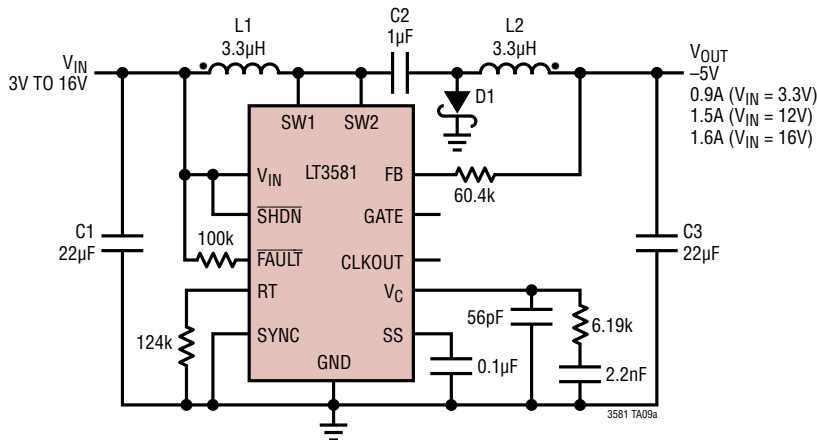 L1
3.3µH
C2
1µF
L2
3.3µH
VIN
3V TO 16V
VOUT
–5V
0.9A (VIN = 3.3V)
1.5A (VIN = 12V)
1.6A (VIN = 16V)
D1
SW1 SW2
VIN LT3581 FB
60.4k
SHDN GATE
C1
22µF
100k
FAULT CLKOUT
C3
22µF
RT VC
56pF
6.19k
124k
SYNC SS
0.1µF
2.2nF
GND
3581 TA09a